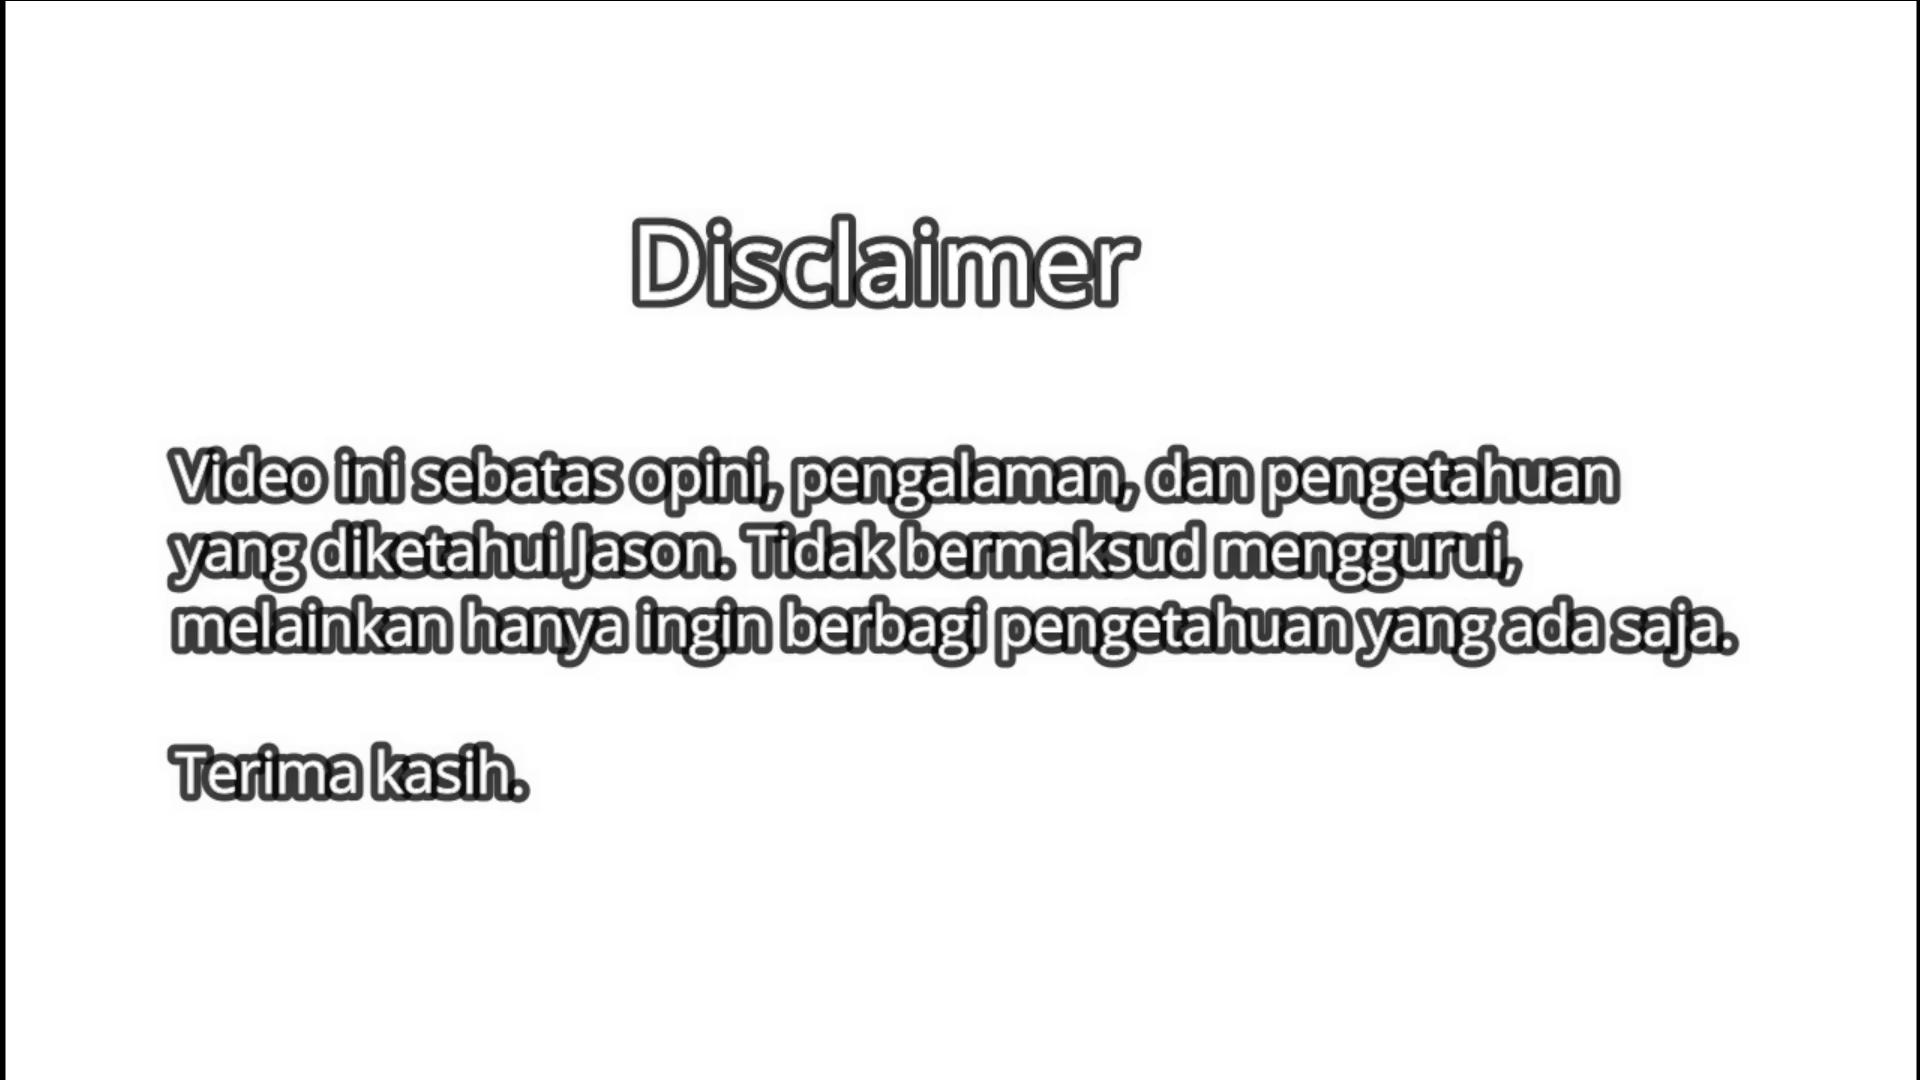 Disclaimer
Video ini sebatas opini, pengalaman, dan pengetahuan
yang diketahui Jason. Tidak bermaksud menggurui,
melainkan hanya ingin berbagi pengetahuan yang ada saja.
Terima kasih.